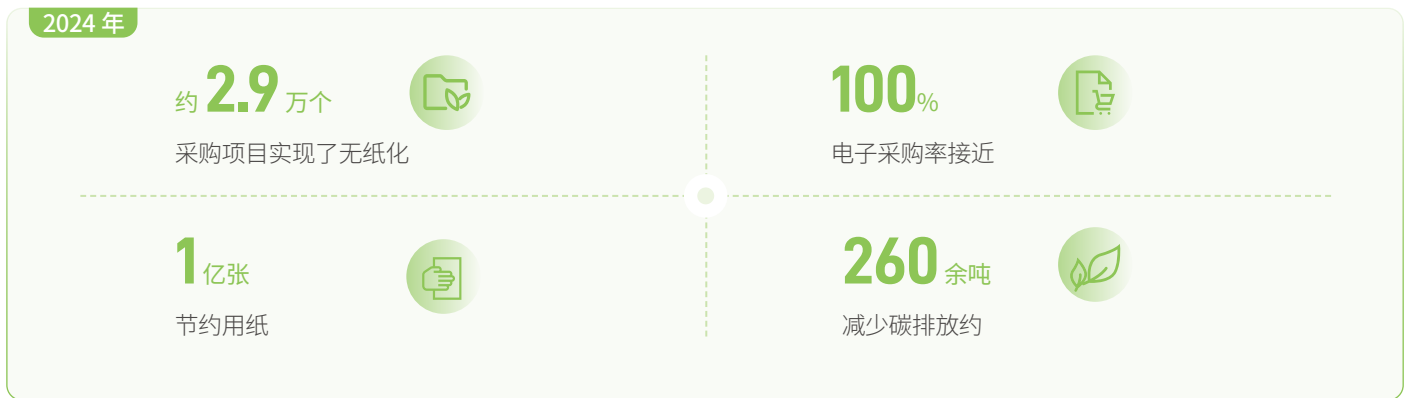 2024 年
约 2.9 万个
采购项目实现了无纸化
100%
电子采购率接近
1 亿张
节约用纸
260 余吨
减少碳排放约